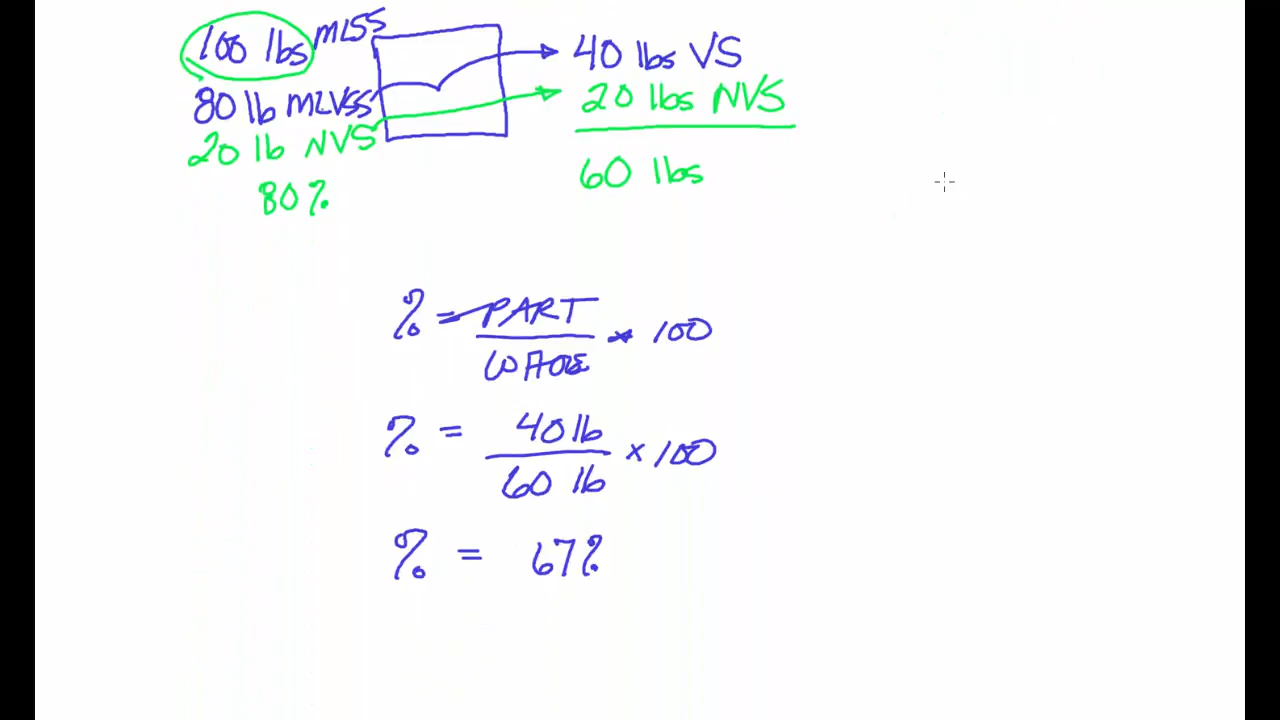 100 lbs MLSS
80 lb MLVSS
20 lb NVS
80%
40 lbs VS
20 lbs NVS
60 lbs
% = PART / WHOLE × 100
% = 40 lb / 60 lb × 100
% = 67%